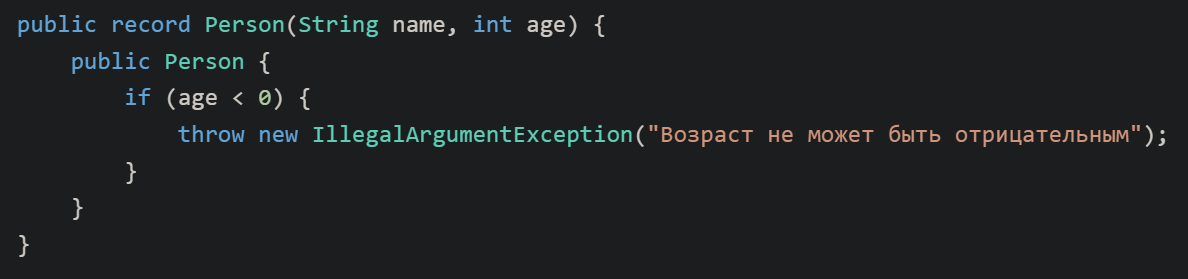 public record Person(String name, int age) {
    public Person {
        if (age < 0) {
            throw new IllegalArgumentException("Возраст не может быть отрицательным");
        }
    }
}